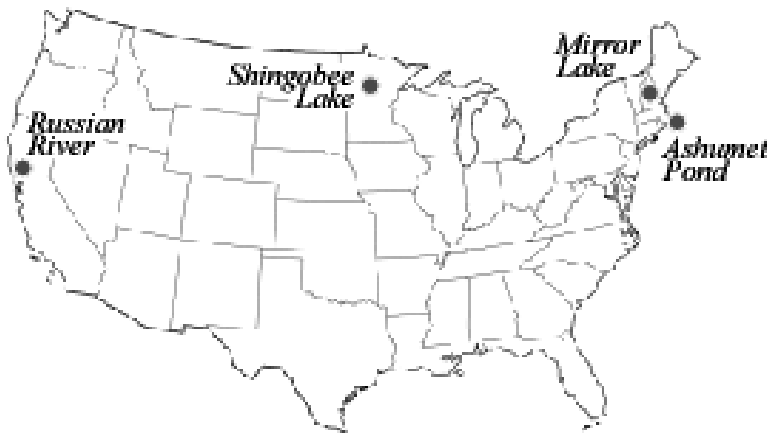 Mirror
Lake
Shingobee
Lake
Russian
River
Ashumet
Pond